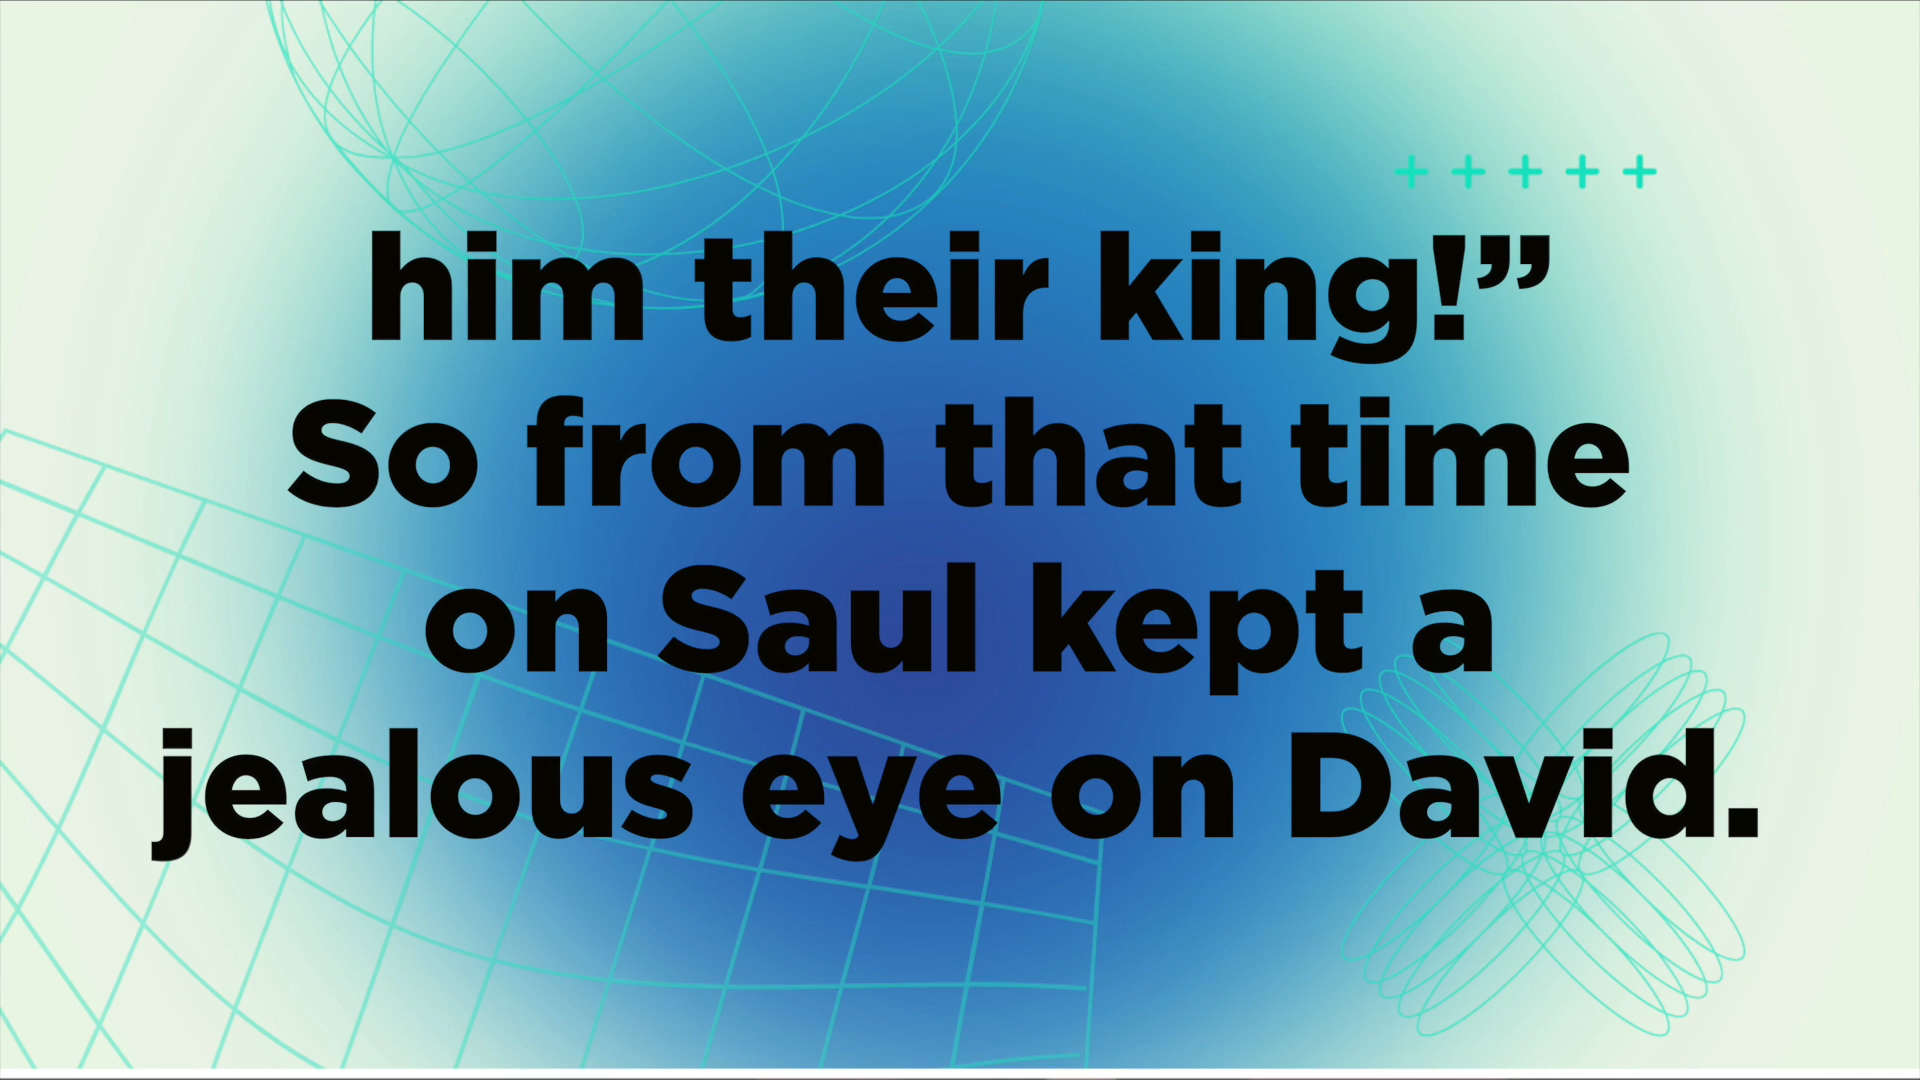 him their king!”
So from that time
on Saul kept a
jealous eye on David.